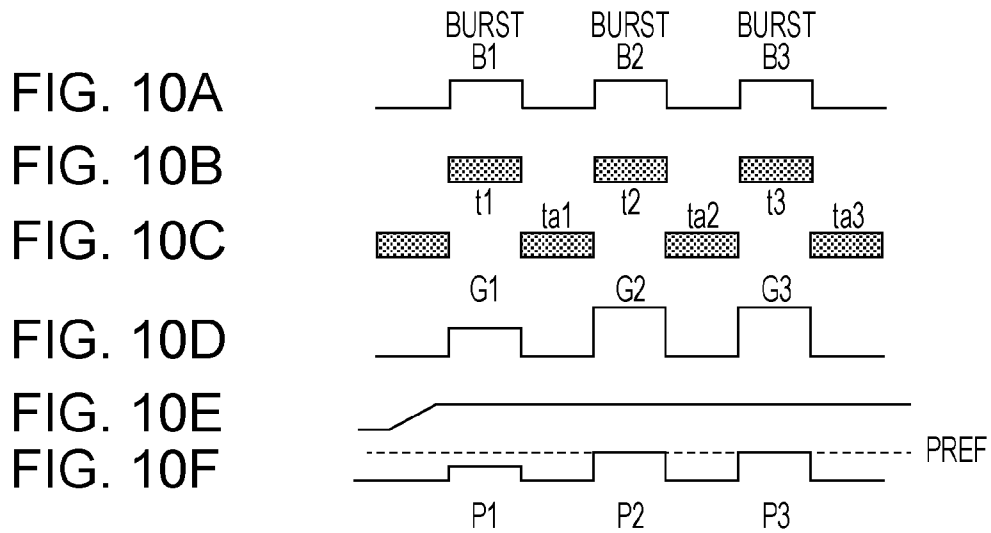 BURST BURST BURST
B1 B2 B3
FIG. 10A
FIG. 10B
t1 t2 t3
FIG. 10C
ta1 ta2 ta3
G1 G2 G3
FIG. 10D
FIG. 10E
PREF
FIG. 10F
P1 P2 P3